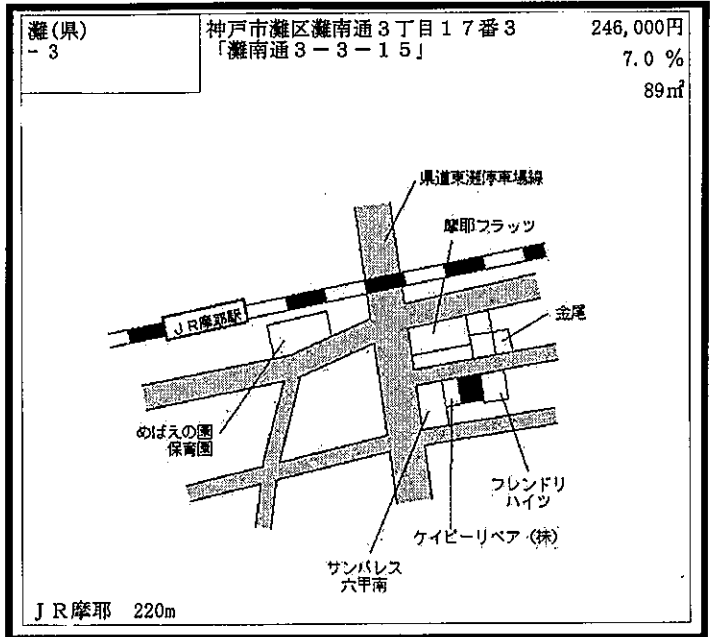 灘(県)
- 3
神戸市灘区灘南通３丁目１７番３
「灘南通３－３－１５」
246,000円
7.0 %
89㎡
県道東灘停車場線
摩耶フラッツ
ＪＲ摩耶駅
金尾
めばえの園
保育園
フレンドリ
ハイツ
ケイピーリペア（株）
サンパレス
六甲南
ＪＲ摩耶 220m